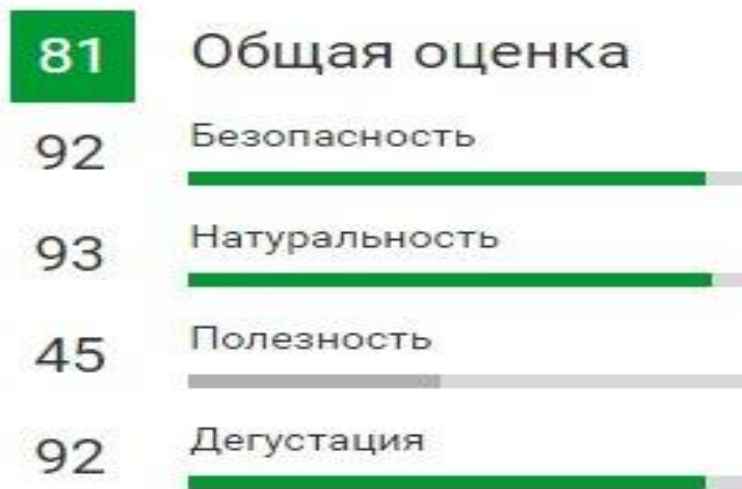 81 Общая оценка
92 Безопасность
93 Натуральность
45 Полезность
92 Дегустация